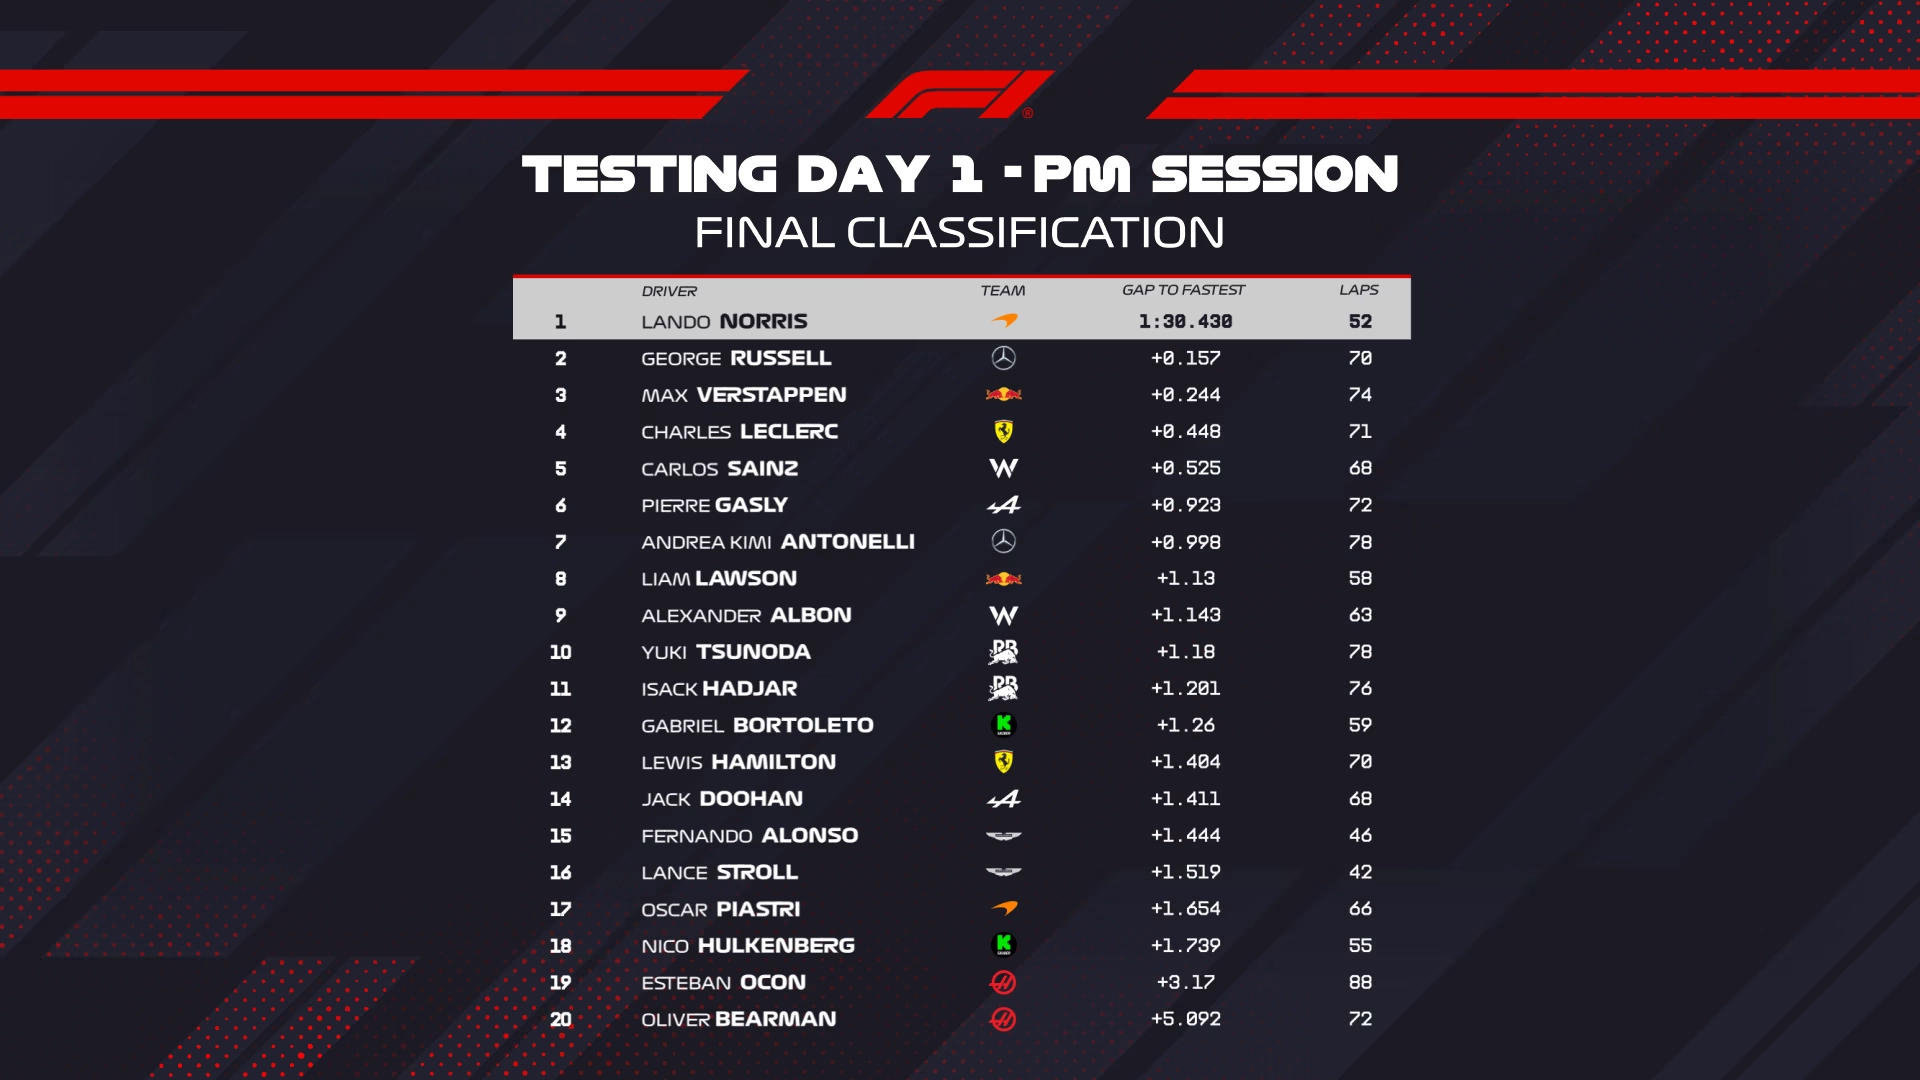 TESTING DAY 1 - PM SESSION
FINAL CLASSIFICATION
DRIVER TEAM GAP TO FASTEST LAPS
1 LANDO NORRIS 1:30.430 52
2 GEORGE RUSSELL +0.157 70
3 MAX VERSTAPPEN +0.244 74
4 CHARLES LECLERC +0.448 71
5 CARLOS SAINZ +0.525 68
6 PIERRE GASLY +0.923 72
7 ANDREA KIMI ANTONELLI +0.998 78
8 LIAM LAWSON +1.13 58
9 ALEXANDER ALBON +1.143 63
10 YUKI TSUNODA +1.18 78
11 ISACK HADJAR +1.201 76
12 GABRIEL BORTOLETO +1.26 59
13 LEWIS HAMILTON +1.404 70
14 JACK DOOHAN +1.411 68
15 FERNANDO ALONSO +1.444 46
16 LANCE STROLL +1.519 42
17 OSCAR PIASTRI +1.654 66
18 NICO HULKENBERG +1.739 55
19 ESTEBAN OCON +3.17 88
20 OLIVER BEARMAN +5.092 72